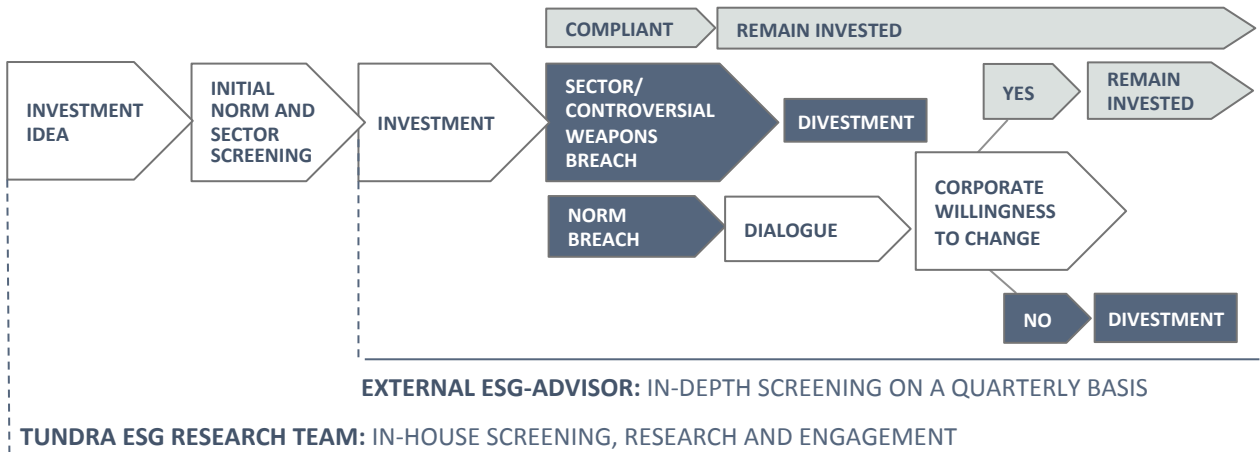 COMPLIANT
REMAIN INVESTED
INVESTMENT
IDEA
INITIAL
NORM AND
SECTOR
SCREENING
INVESTMENT
SECTOR/
CONTROVERSIAL
WEAPONS
BREACH
DIVESTMENT
YES
REMAIN
INVESTED
NORM
BREACH
DIALOGUE
CORPORATE
WILLINGNESS
TO CHANGE
NO
DIVESTMENT
EXTERNAL ESG-ADVISOR: IN-DEPTH SCREENING ON A QUARTERLY BASIS
TUNDRA ESG RESEARCH TEAM: IN-HOUSE SCREENING, RESEARCH AND ENGAGEMENT